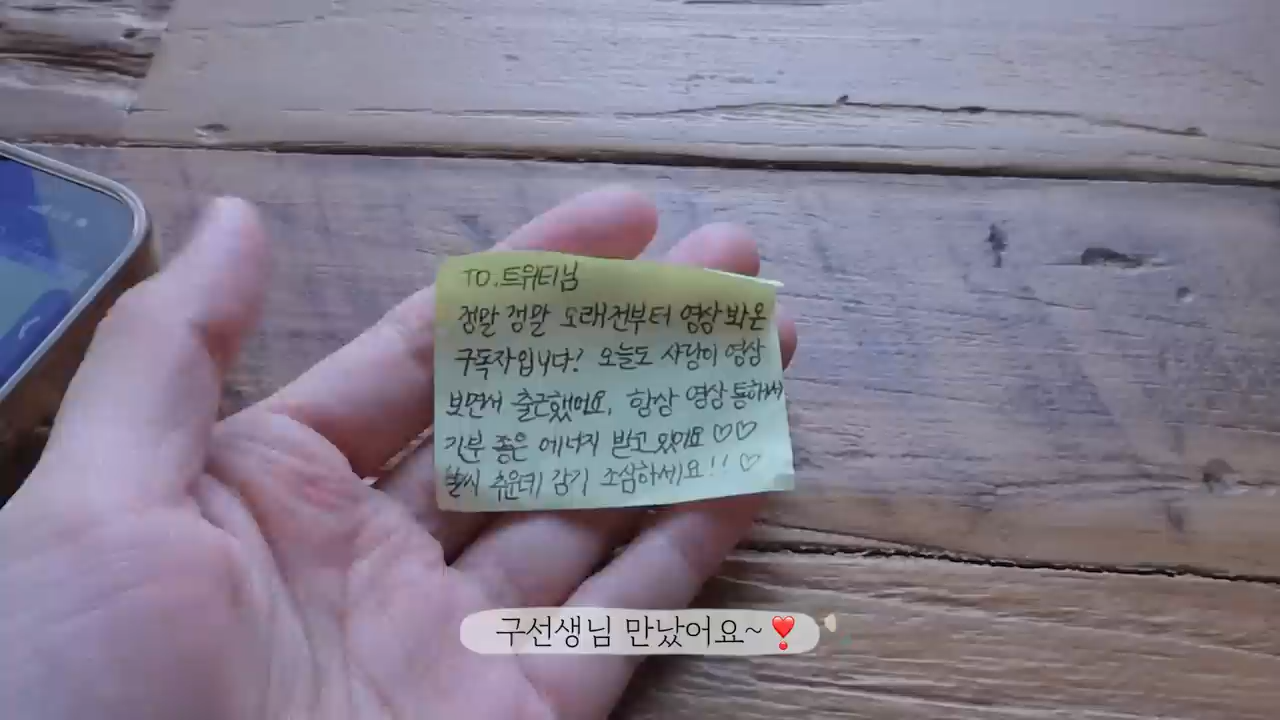 TO.트위티님
정말 정말 오래전부터 영상 봐온
구독자입니다! 오늘도 사랑이 영상
보면서 출근했어요, 항상 영상 통해서
기분 좋은 에너지 받고 있어요 ♡♡
날씨 추운데 감기 조심하세요!! ♡
구선생님 만났어요~❣️